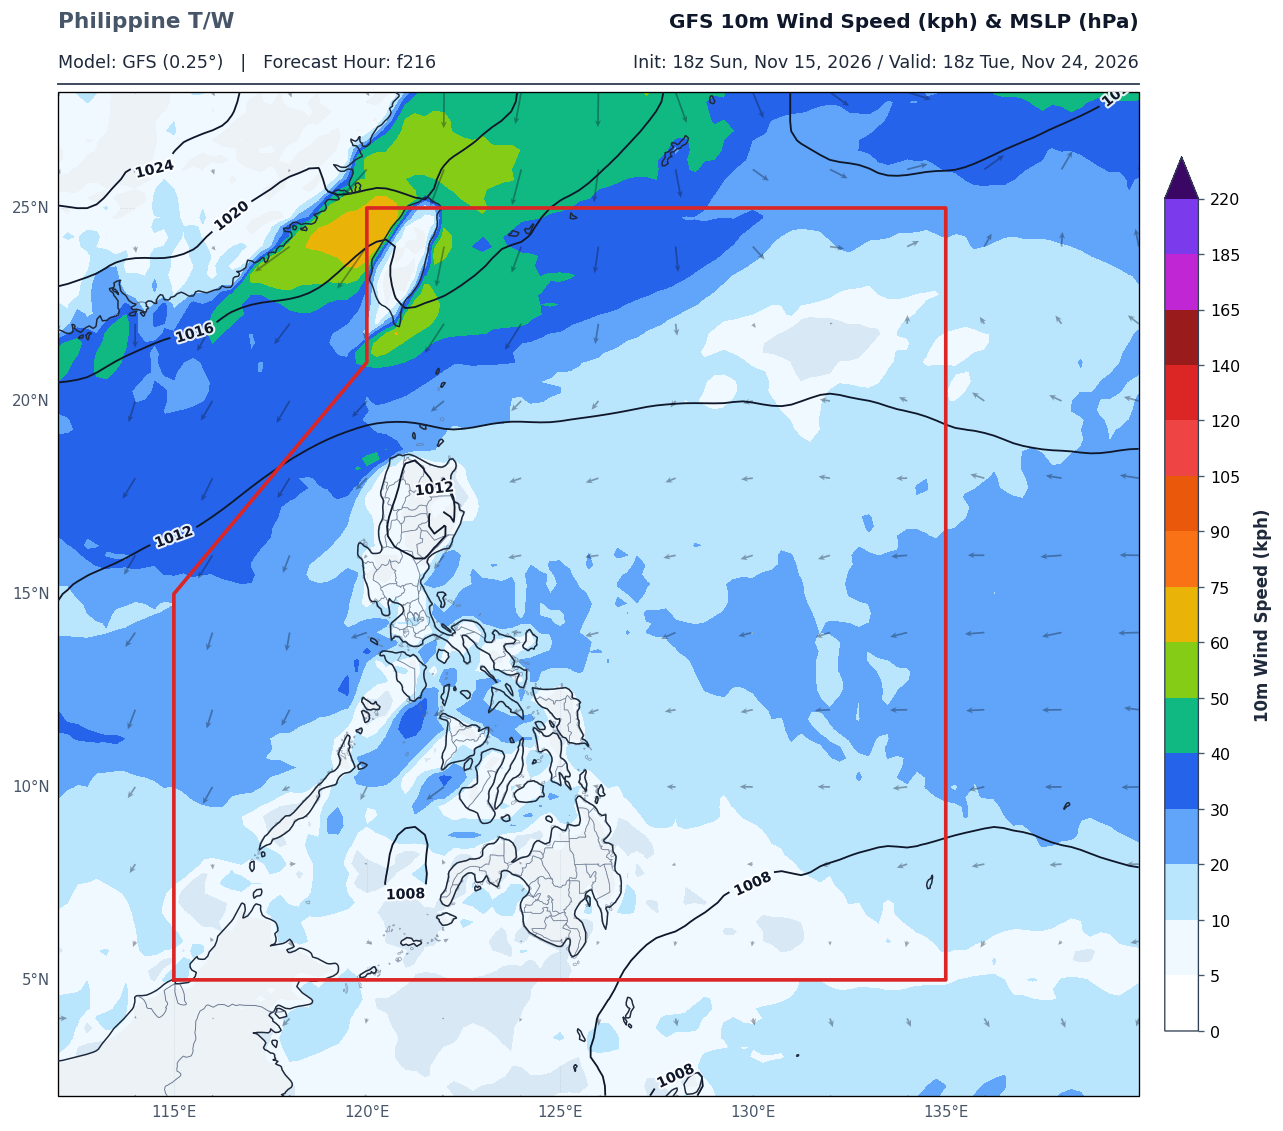 Philippine T/W
GFS 10m Wind Speed (kph) & MSLP (hPa)
Model: GFS (0.25°) | Forecast Hour: f216
Init: 18z Sun, Nov 15, 2026 / Valid: 18z Tue, Nov 24, 2026
1024
1020
1016
1012
1012
1008
1008
1008
25°N
20°N
15°N
10°N
5°N
115°E
120°E
125°E
130°E
135°E
220
185
165
140
120
105
90
75
60
50
40
30
20
10
5
0
10m Wind Speed (kph)